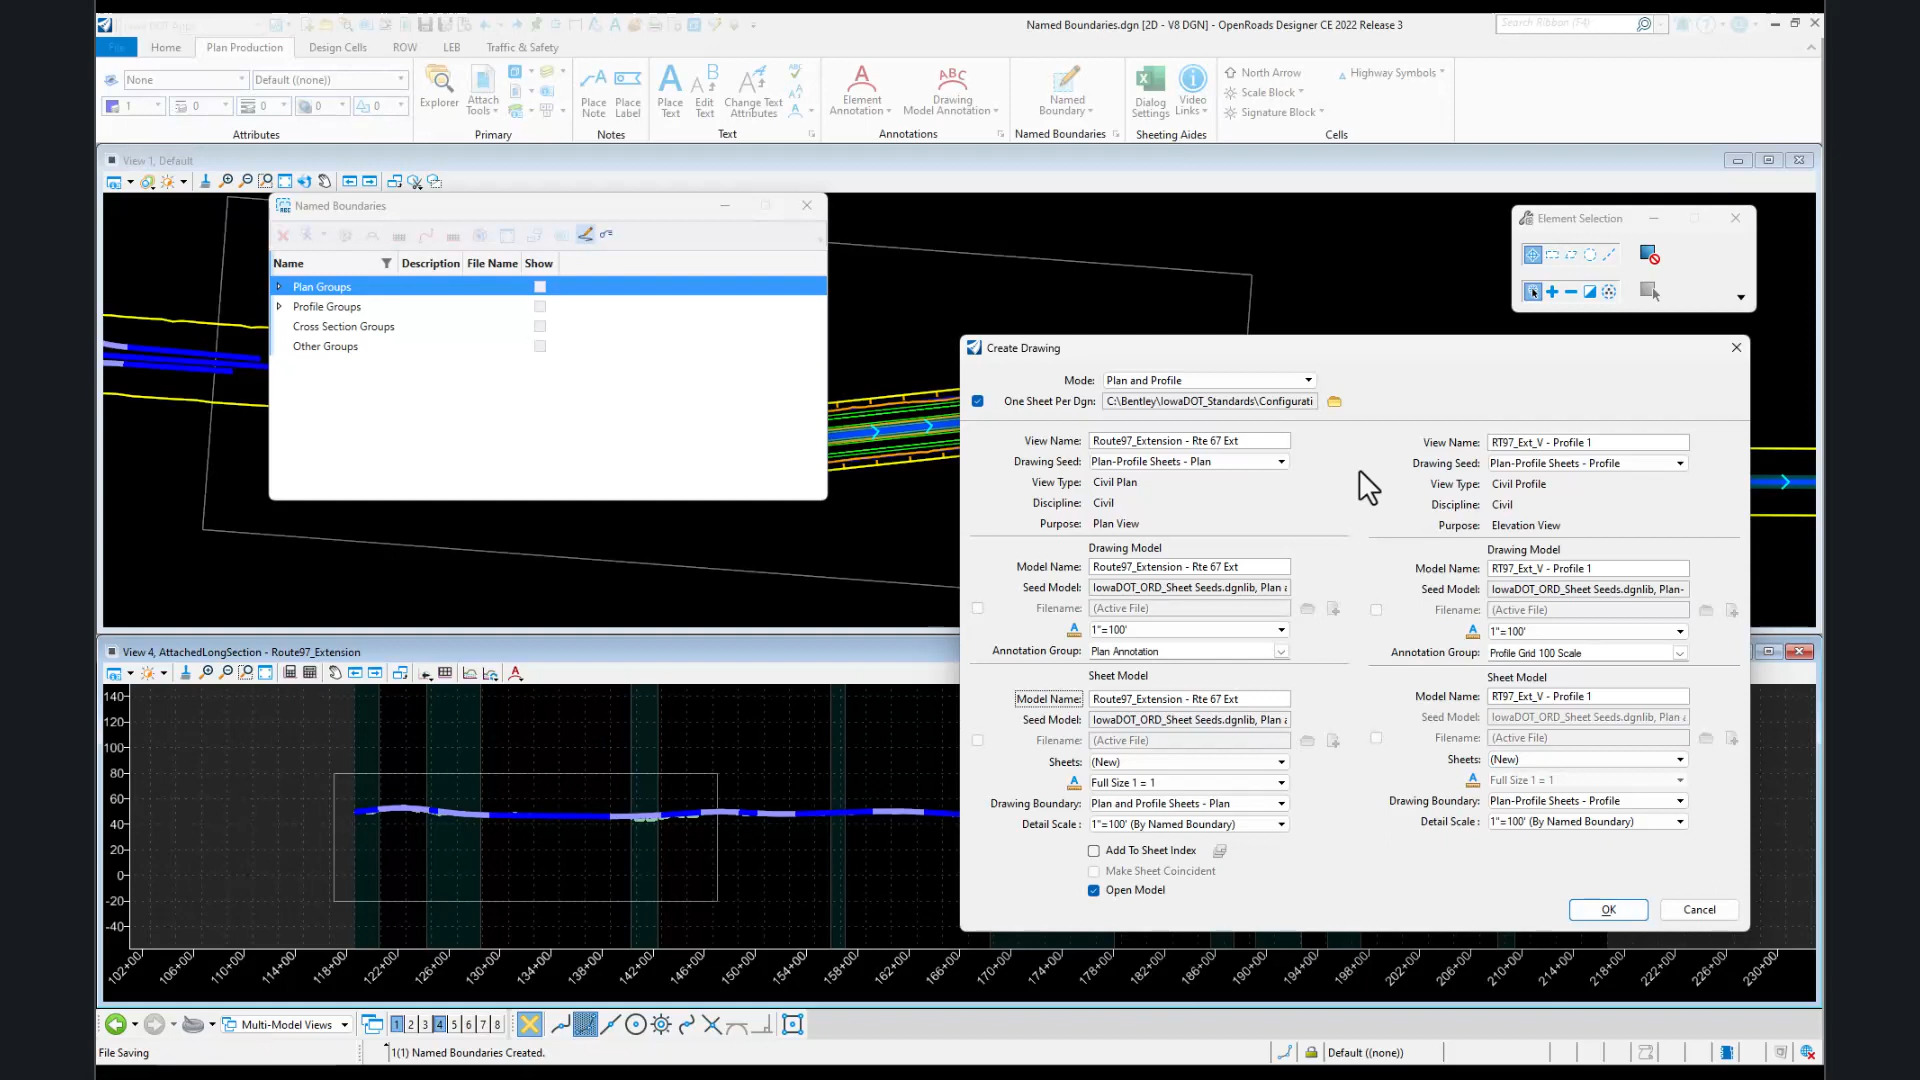 Named Boundaries.dgn [2D - V8 DGN] - OpenRoads Designer CE 2022 Release 3
Search Ribbon (F4)
File
Home
Plan Production
Design Cells
ROW
LEB
Traffic & Safety
None
Default ((none))
1
0
0
0
0
Attributes
Explorer
Attach Tools
Primary
Place Note
Place Label
Notes
Place Text
Edit Text
Change Text Attributes
Text
Element Annotation
Drawing Model Annotation
Annotations
Named Boundary
Named Boundaries
Dialog Settings
Video Links
Sheeting Aides
North Arrow
Scale Block
Signature Block
Highway Symbols
Cells
View 1, Default
Named Boundaries
Name
Description
File Name
Show
Plan Groups
Profile Groups
Cross Section Groups
Other Groups
Element Selection
Create Drawing
Mode: Plan and Profile
One Sheet Per Dgn: C:\Bentley\IowaDOT_Standards\Configurati
View Name: Route97_Extension - Rte 67 Ext
Drawing Seed: Plan-Profile Sheets - Plan
View Type: Civil Plan
Discipline: Civil
Purpose: Plan View
Drawing Model
Model Name: Route97_Extension - Rte 67 Ext
Seed Model: IowaDOT_ORD_Sheet Seeds.dgnlib, Plan a
Filename: (Active File)
1"=100'
Annotation Group: Plan Annotation
Sheet Model
Model Name: Route97_Extension - Rte 67 Ext
Seed Model: IowaDOT_ORD_Sheet Seeds.dgnlib, Plan a
Filename: (Active File)
Sheets: (New)
Full Size 1 = 1
Drawing Boundary: Plan and Profile Sheets - Plan
Detail Scale : 1"=100' (By Named Boundary)
Add To Sheet Index
Make Sheet Coincident
Open Model
View Name: RT97_Ext_V - Profile 1
Drawing Seed: Plan-Profile Sheets - Profile
View Type: Civil Profile
Discipline: Civil
Purpose: Elevation View
Drawing Model
Model Name: RT97_Ext_V - Profile 1
Seed Model: IowaDOT_ORD_Sheet Seeds.dgnlib, Plan-
Filename: (Active File)
1"=100'
Annotation Group: Profile Grid 100 Scale
Sheet Model
Model Name: RT97_Ext_V - Profile 1
Seed Model: IowaDOT_ORD_Sheet Seeds.dgnlib, Plan a
Filename: (Active File)
Sheets: (New)
Full Size 1 = 1
Drawing Boundary: Plan-Profile Sheets - Profile
Detail Scale : 1"=100' (By Named Boundary)
OK
Cancel
View 4, AttachedLongSection - Route97_Extension
140
120
100
80
60
40
20
0
-20
-40
102+00 106+00 110+00 114+00 118+00 122+00 126+00 130+00 134+00 138+00 142+00 146+00 150+00 154+00 158+00 162+00 166+00 170+00 174+00 178+00 182+00 186+00 190+00 194+00 198+00 202+00 206+00 210+00 214+00 218+00 222+00 226+00 230+00
Multi-Model Views
1 2 3 4 5 6 7 8
File Saving
1(1) Named Boundaries Created.
Default ((none))